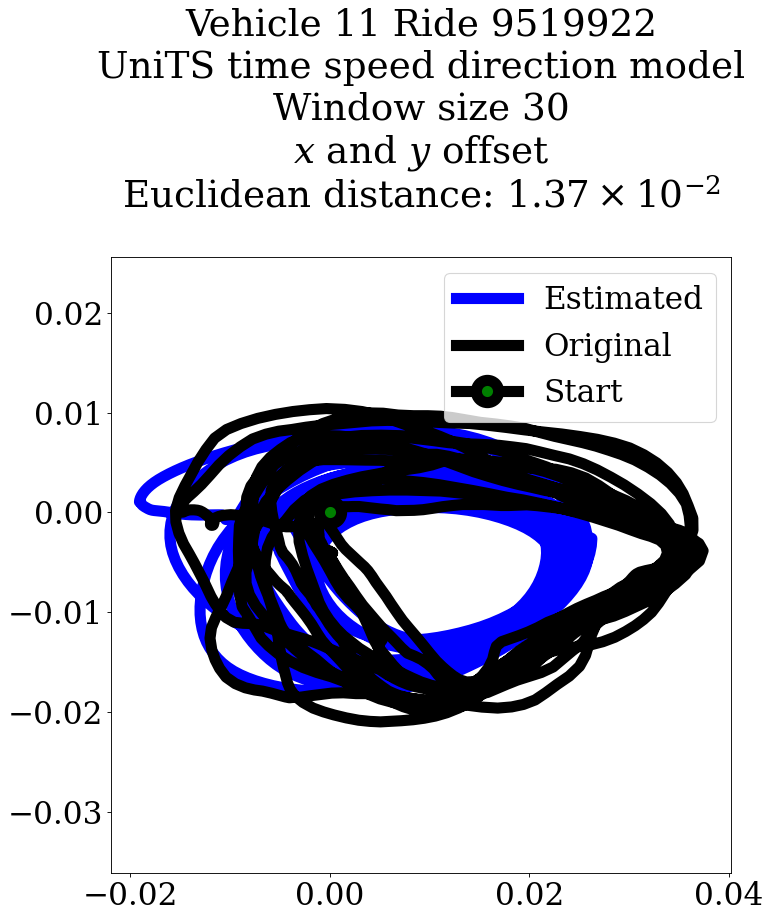 Vehicle 11 Ride 9519922
UniTS time speed direction model
Window size 30
x and y offset
Euclidean distance: 1.37 × 10⁻²
Estimated
Original
Start
0.02
0.01
0.00
−0.01
−0.02
−0.03
−0.02 0.00 0.02 0.04